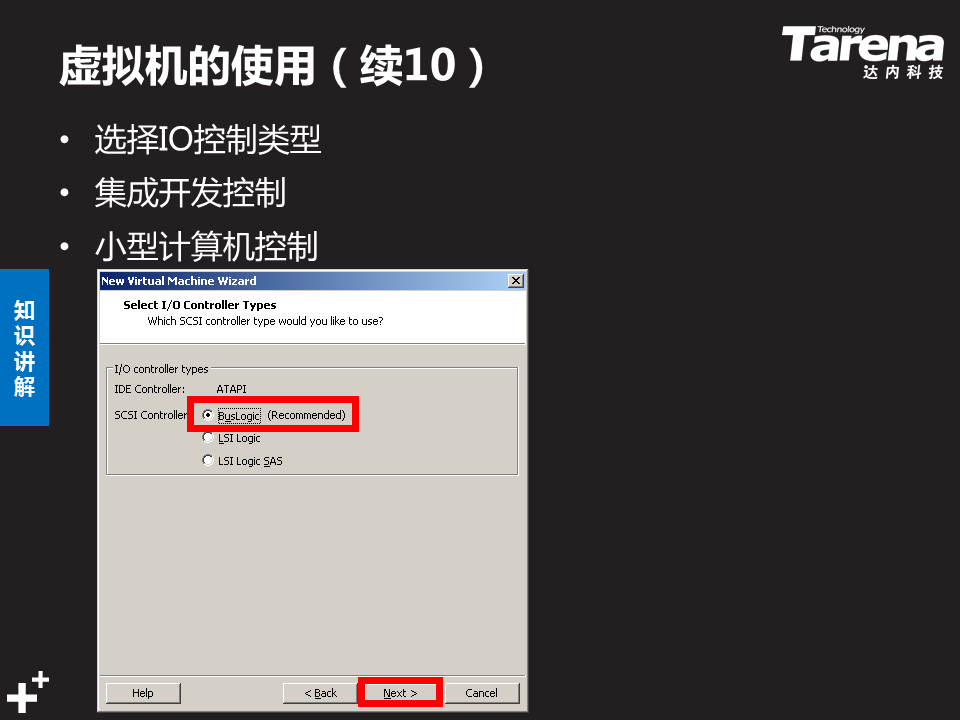 虚拟机的使用（续10）
Technology
Tarena
达内科技
• 选择IO控制类型
• 集成开发控制
• 小型计算机控制
知识讲解
New Virtual Machine Wizard
Select I/O Controller Types
Which SCSI controller type would you like to use?
I/O controller types
IDE Controller: ATAPI
SCSI Controller BusLogic (Recommended)
LSI Logic
LSI Logic SAS
Help < Back Next > Cancel